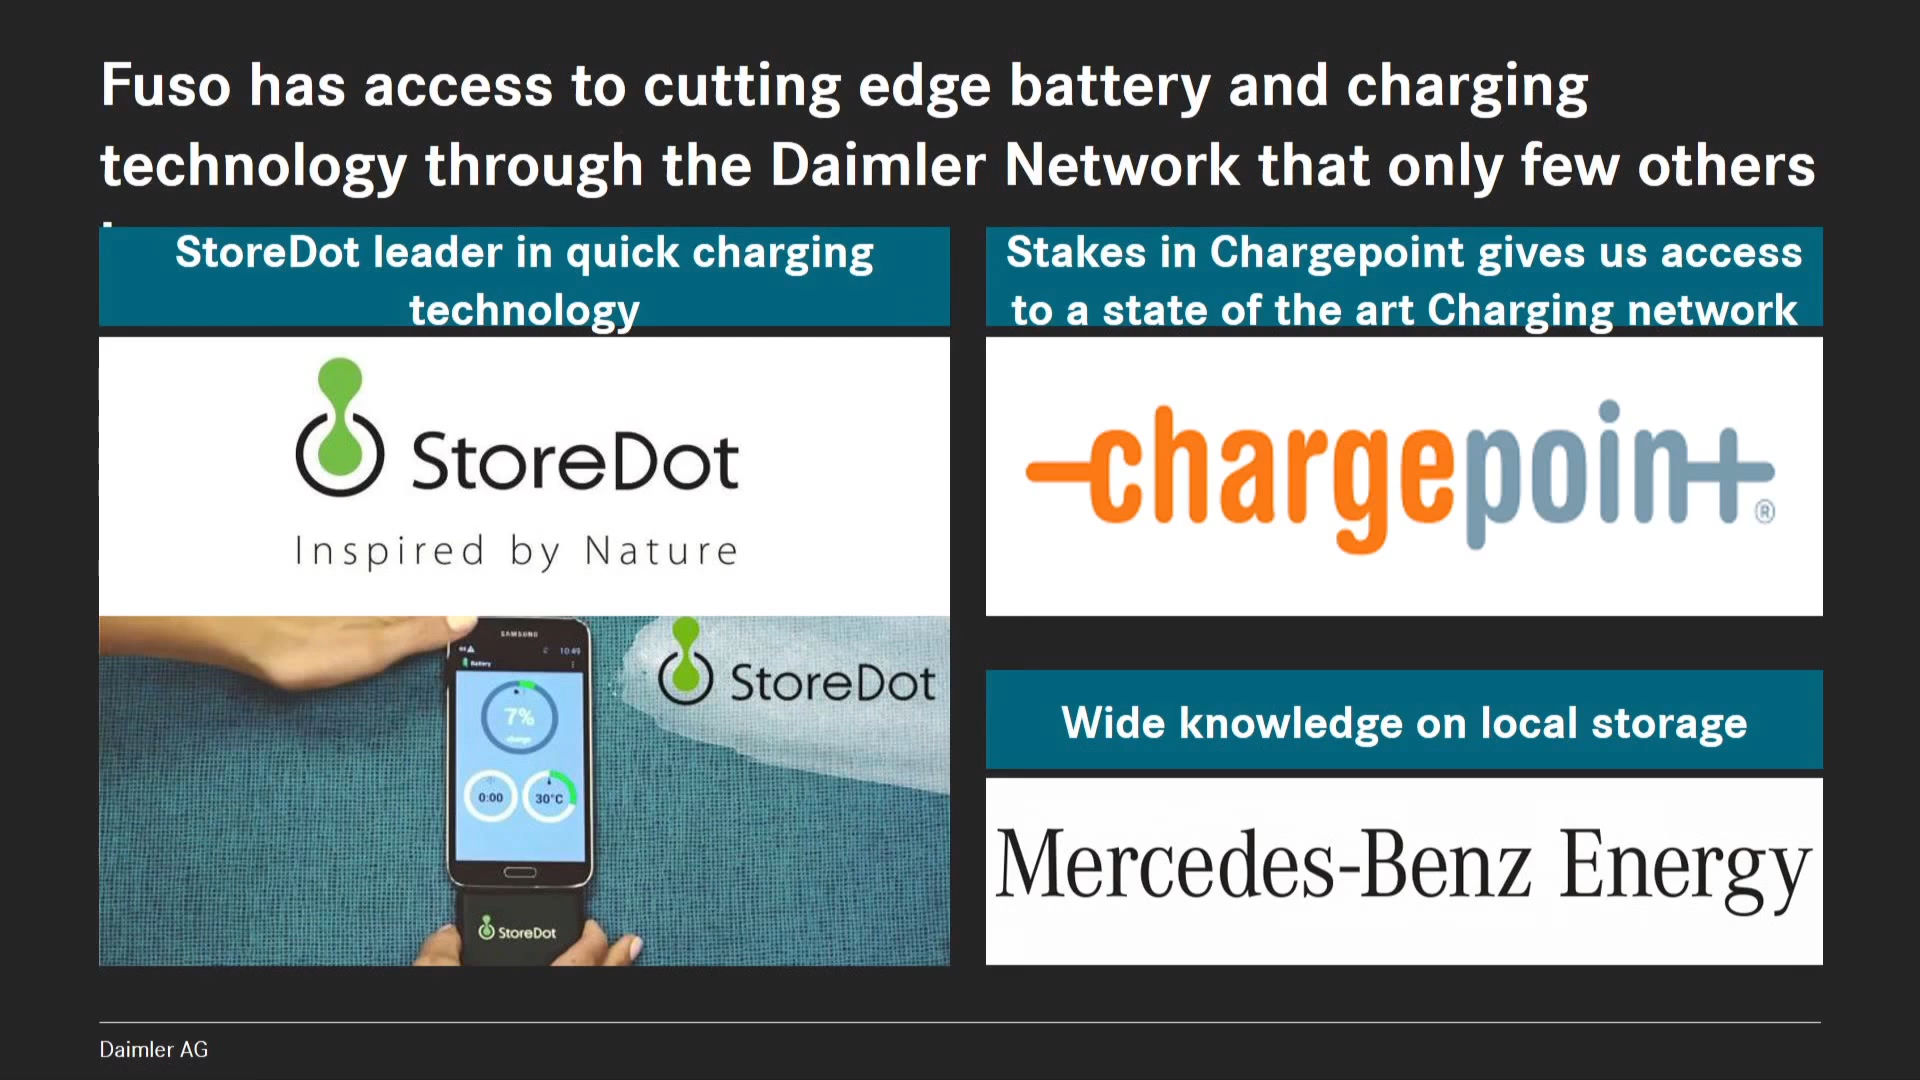 Fuso has access to cutting edge battery and charging
technology through the Daimler Network that only few others
StoreDot leader in quick charging
technology
StoreDot
Inspired by Nature
SAMSUNG
10:49
Battery
7%
0:00
30°C
StoreDot
StoreDot
Stakes in Chargepoint gives us access
to a state of the art Charging network
chargepoint®
Wide knowledge on local storage
Mercedes-Benz Energy
Daimler AG